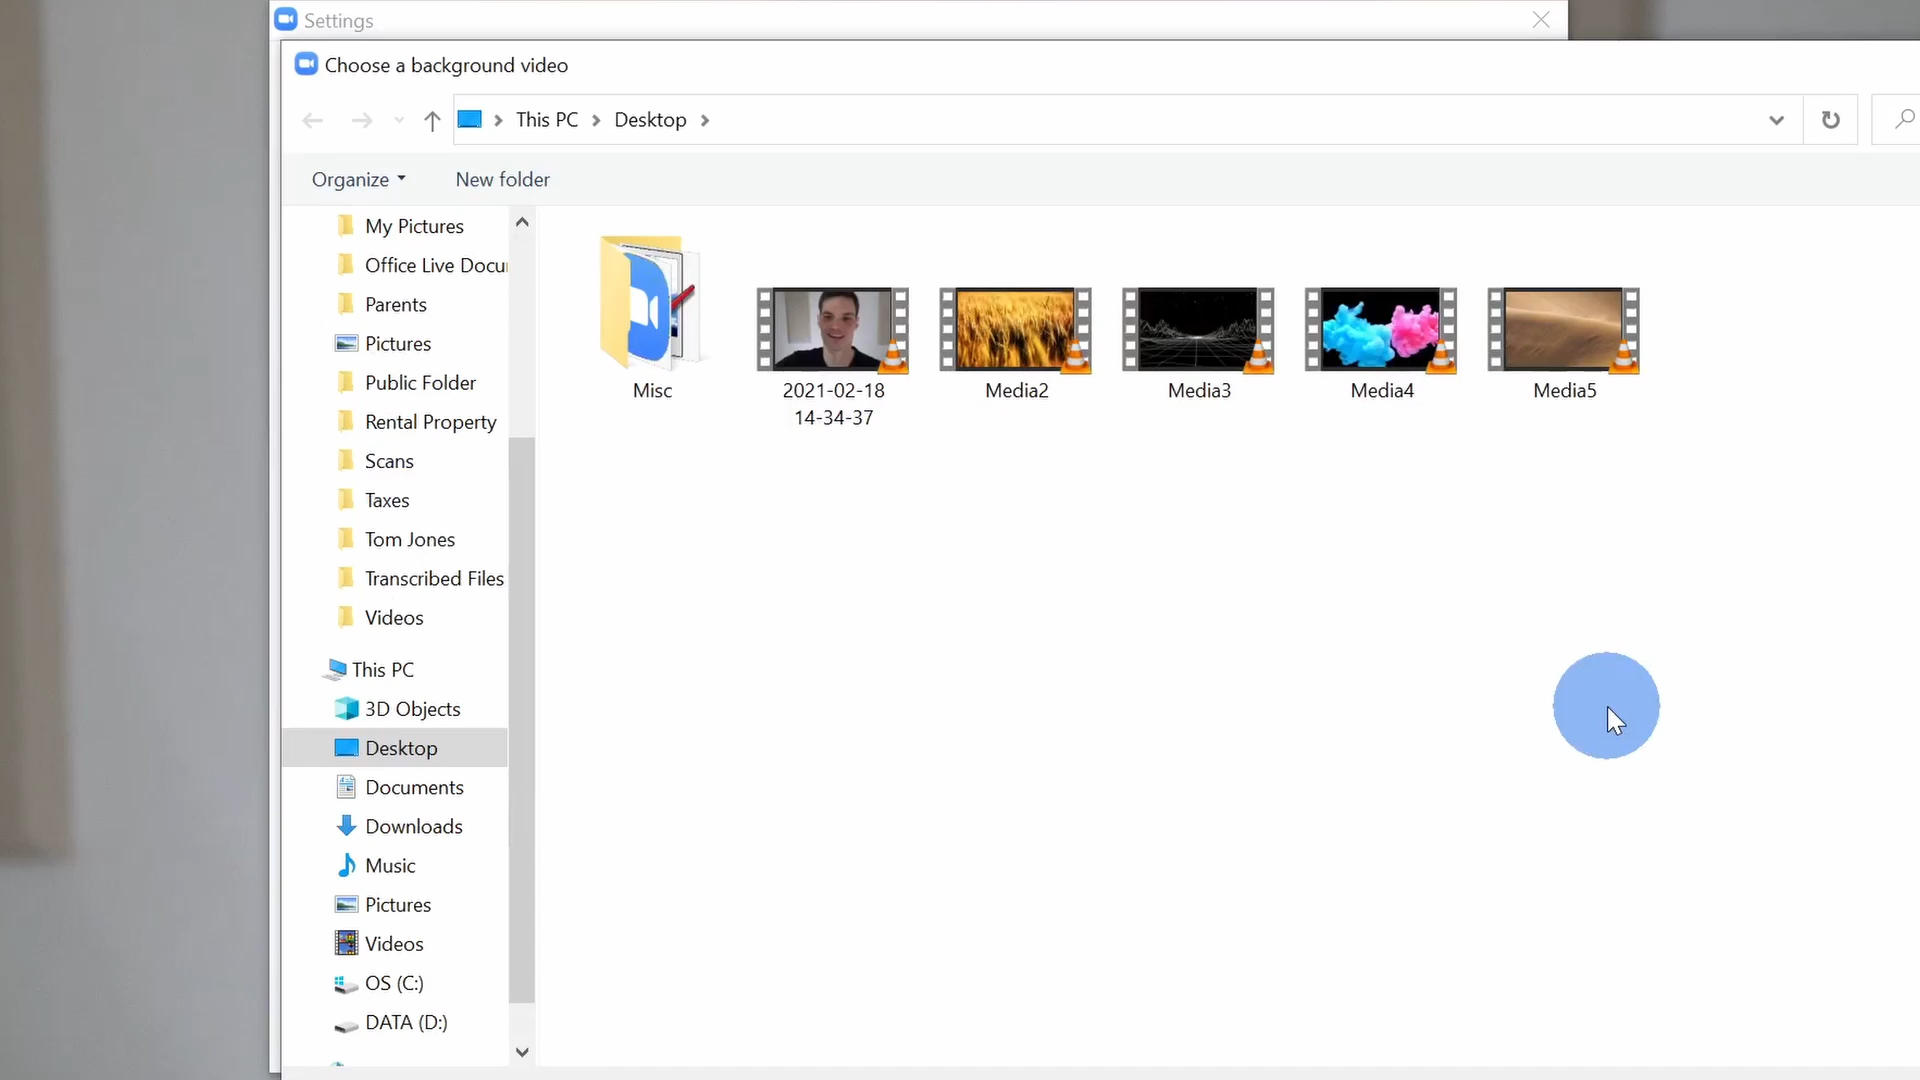 Settings
Choose a background video
This PC
Desktop
Organize
New folder
My Pictures
Office Live Docu
Parents
Pictures
Public Folder
Rental Property
Scans
Taxes
Tom Jones
Transcribed Files
Videos
This PC
3D Objects
Desktop
Documents
Downloads
Music
Pictures
Videos
OS (C:)
DATA (D:)
Misc
2021-02-18
14-34-37
Media2
Media3
Media4
Media5